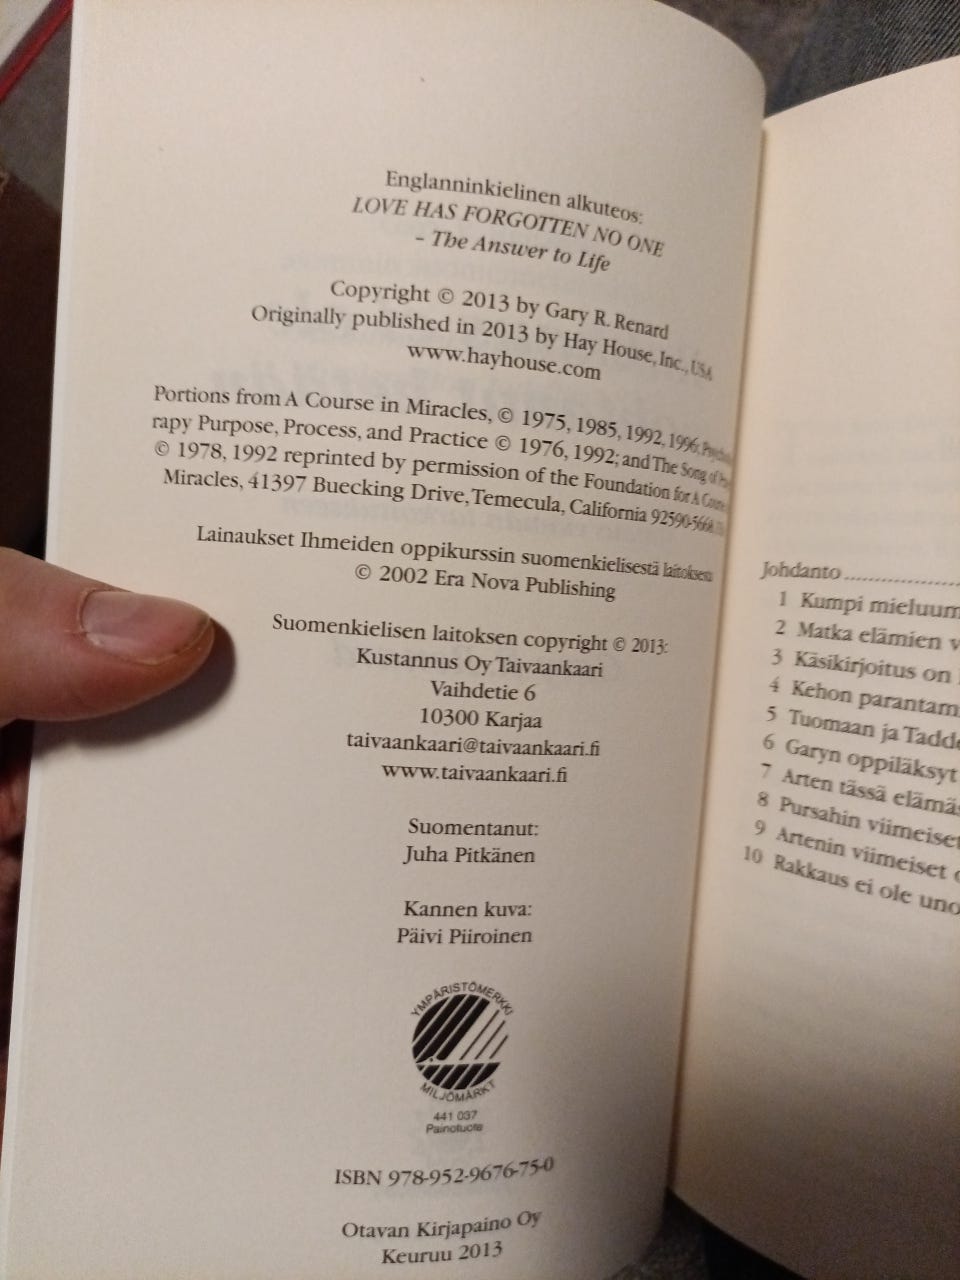 Englanninkielinen alkuteos:
LOVE HAS FORGOTTEN NO ONE
– The Answer to Life
Copyright © 2013 by Gary R. Renard
Originally published in 2013 by Hay House, Inc., USA
www.hayhouse.com
Portions from A Course in Miracles, © 1975, 1985, 1992, 1996;
rapy Purpose, Process, and Practice © 1976, 1992; and The Song of
© 1978, 1992 reprinted by permission of the Foundation for A Course
Miracles, 41397 Buecking Drive, Temecula, California
Lainaukset Ihmeiden oppikurssin suomenkielisestä laitoksesta
© 2002 Era Nova Publishing
Suomenkielisen laitoksen copyright © 2013:
Kustannus Oy Taivaankaari
Vaihdetie 6
10300 Karjaa
taivaankaari@taivaankaari.fi
www.taivaankaari.fi
Suomentanut:
Juha Pitkänen
Kannen kuva:
Päivi Piiroinen
YMPÄRISTÖMERKKI
MILJÖMÄRKT
441 037
Painotuote
ISBN 978-952-9676-75-0
Otavan Kirjapaino Oy
Keuruu 2013
Johdanto
1 Kumpi mieluum
2 Matka elämien v
3 Käsikirjoitus on
4 Kehon parantam
5 Tuomaan ja Tadde
6 Garyn oppiläksyt
7 Arten tässä elämäs
8 Pursahin viimeiset
9 Artenin viimeiset
10 Rakkaus ei ole uno